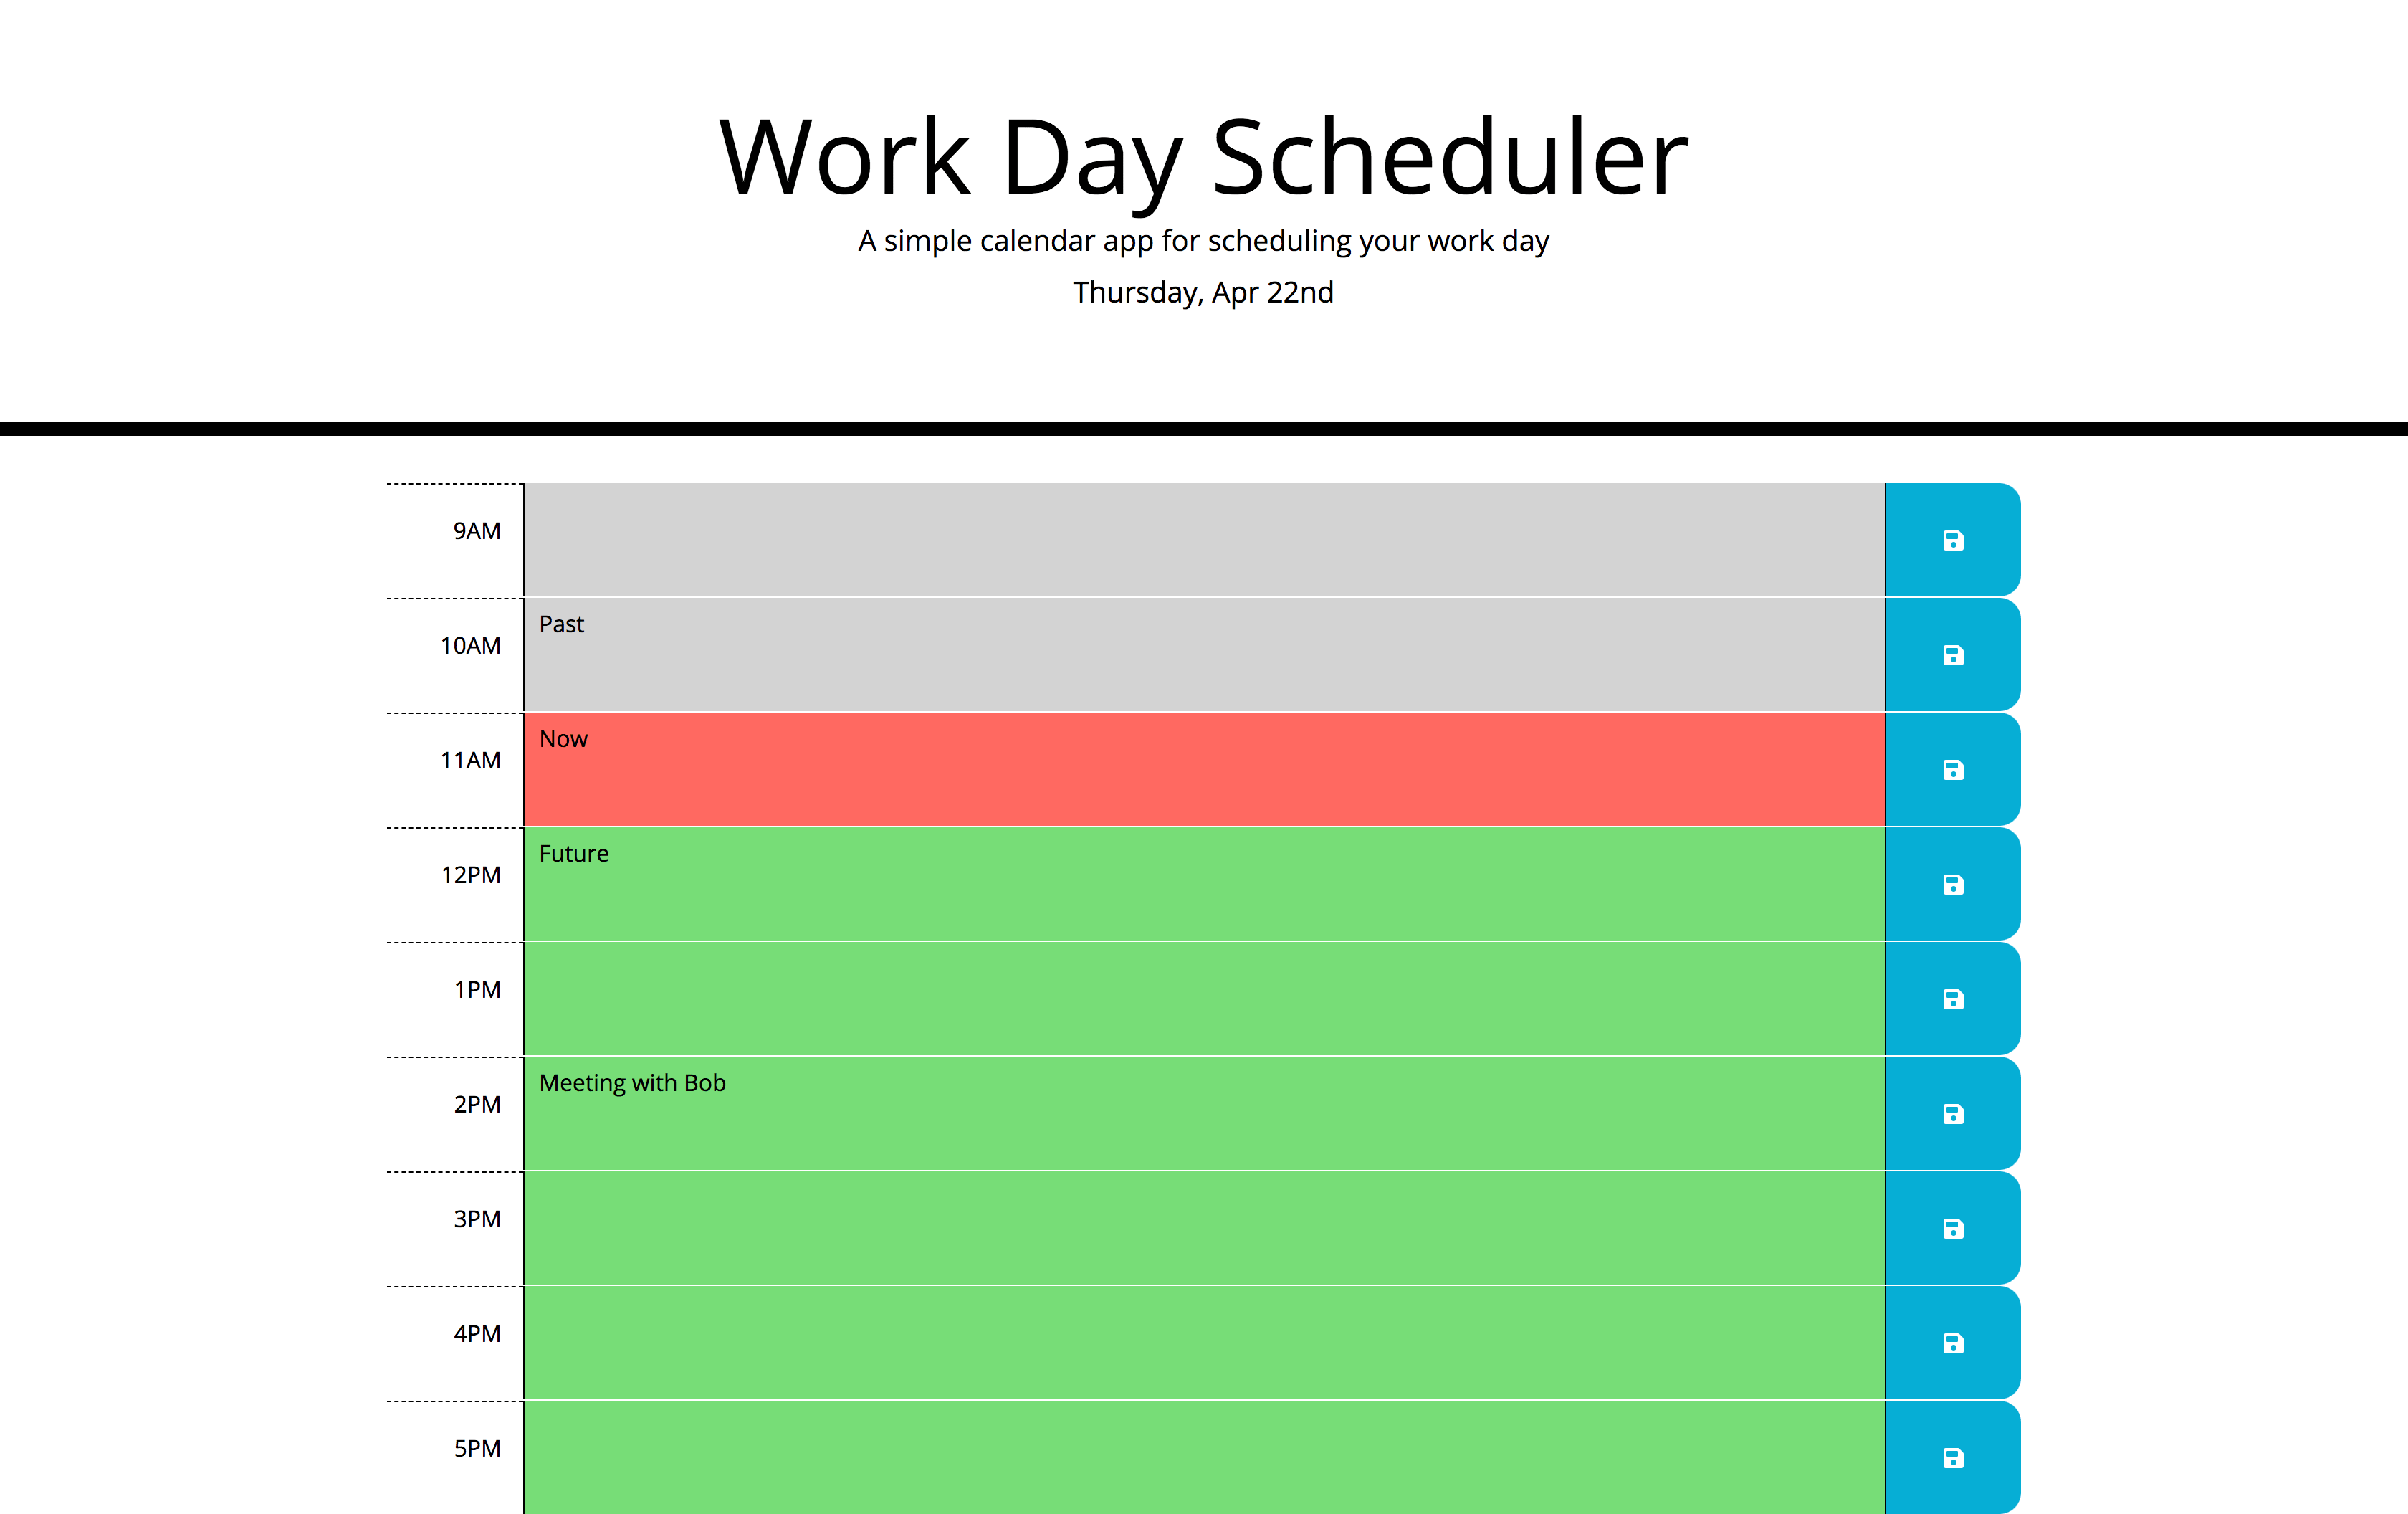 Work Day Scheduler
A simple calendar app for scheduling your work day
Thursday, Apr 22nd
9AM
10AM
Past
11AM
Now
12PM
Future
1PM
2PM
Meeting with Bob
3PM
4PM
5PM